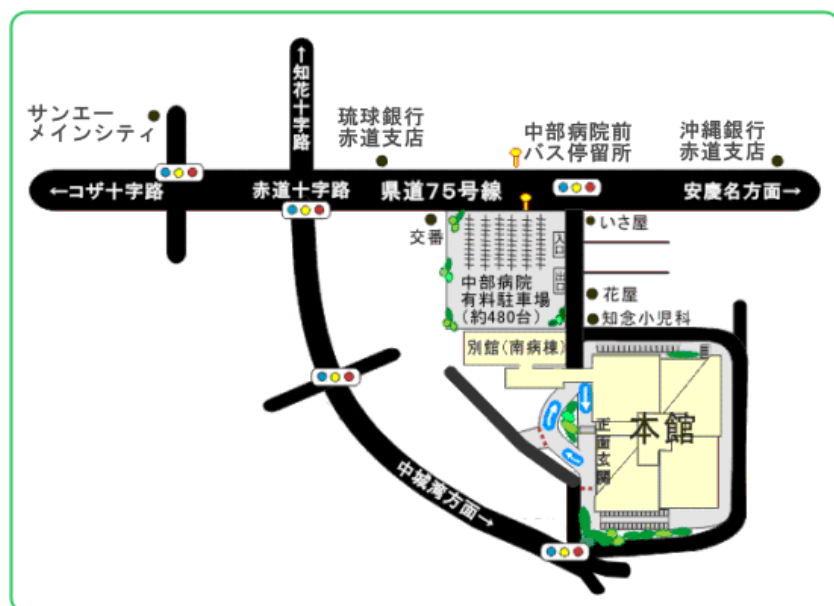 ↑知花十字路
サンエー
メインシティ
琉球銀行
赤道支店
中部病院前
バス停留所
沖縄銀行
赤道支店
←コザ十字路
赤道十字路
県道75号線
安慶名方面→
交番
いさ屋
入口
出口
中部病院
有料駐車場
(約480台)
花屋
知念小児科
別館(南病棟)
本館
正面玄関
中城湾方面→